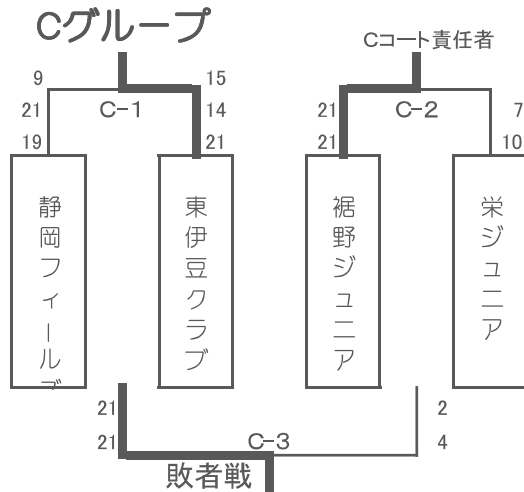 Cグループ
Cコート責任者
9
15
21
C-1
14
21
C-2
7
19
21
21
10
静岡フィール
東伊豆クラブ
裾野ジュニア
栄ジュニア
21
2
21
C-3
4
敗者戦